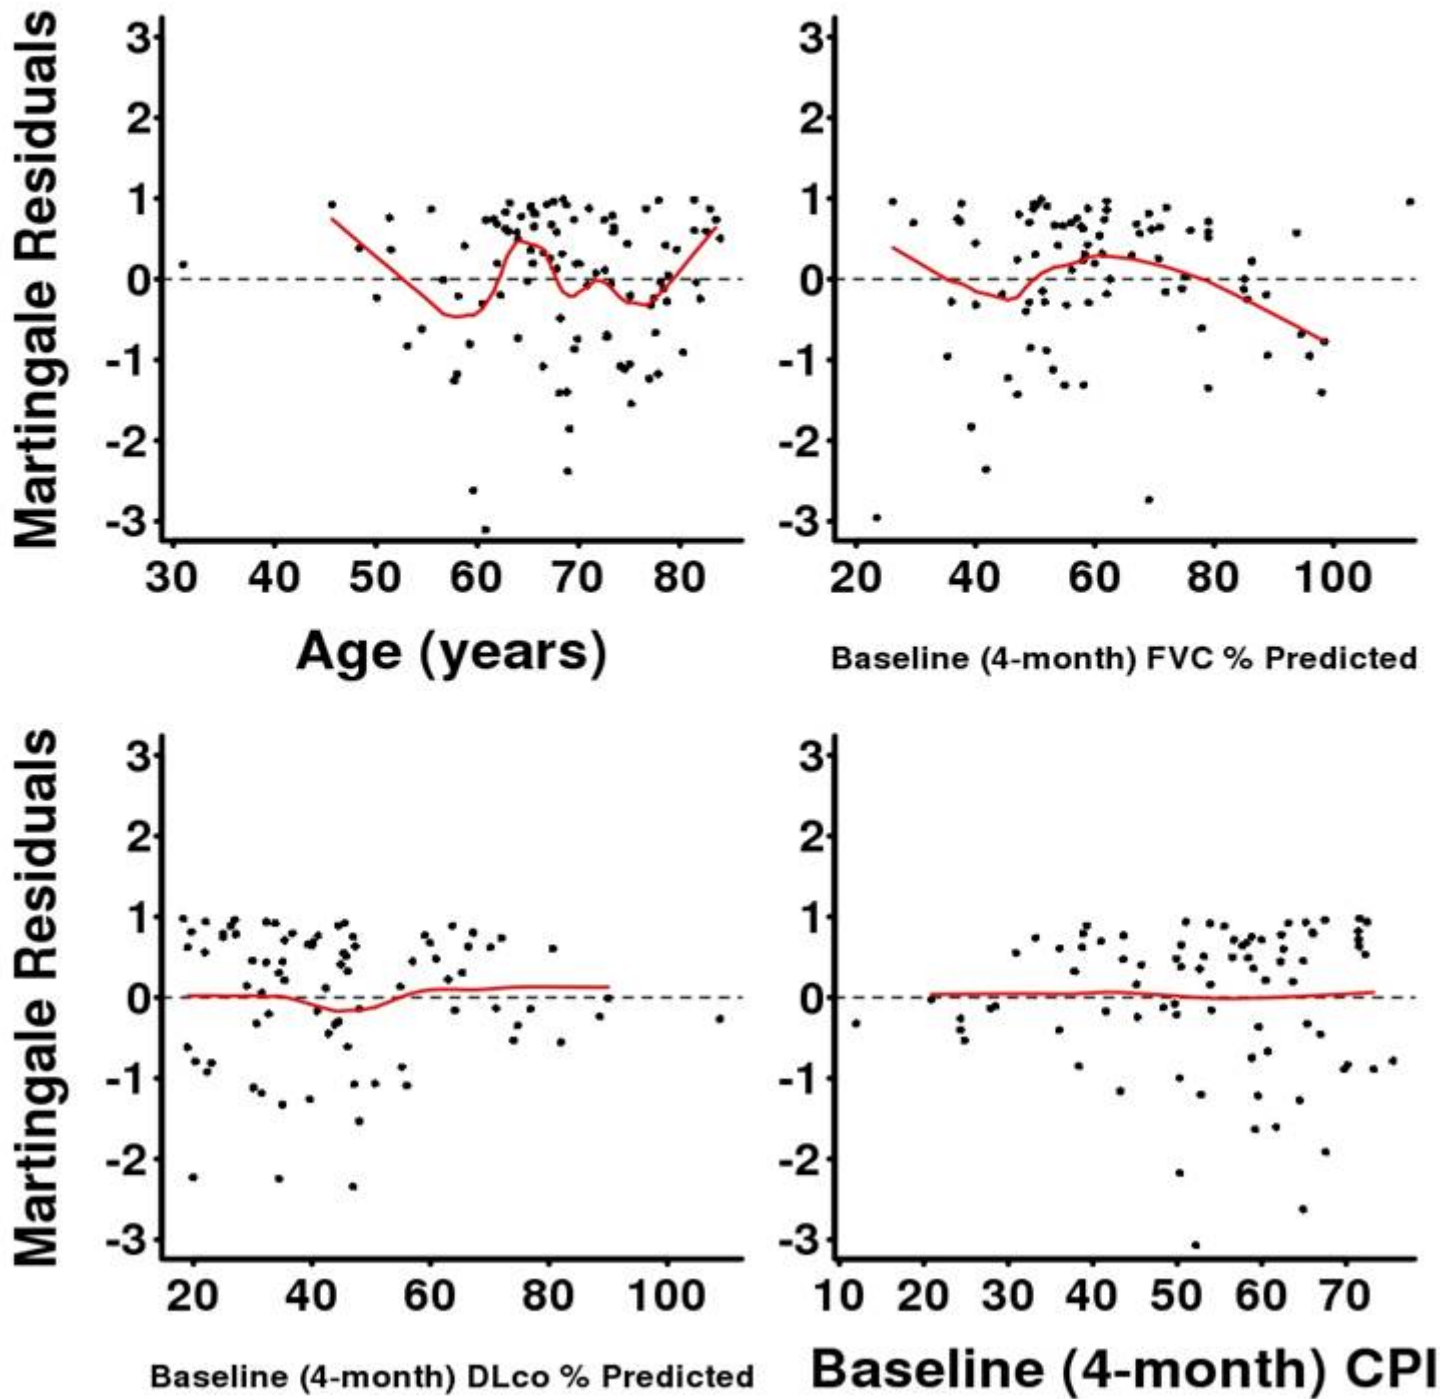 Martingale Residuals
3
2
1
0
-1
-2
-3
30 40 50 60 70 80
Age (years)
3
2
1
0
-1
-2
-3
20 40 60 80 100
Baseline (4-month) FVC % Predicted
Martingale Residuals
3
2
1
0
-1
-2
-3
20 40 60 80 100
Baseline (4-month) DLco % Predicted
3
2
1
0
-1
-2
-3
10 20 30 40 50 60 70
Baseline (4-month) CPI